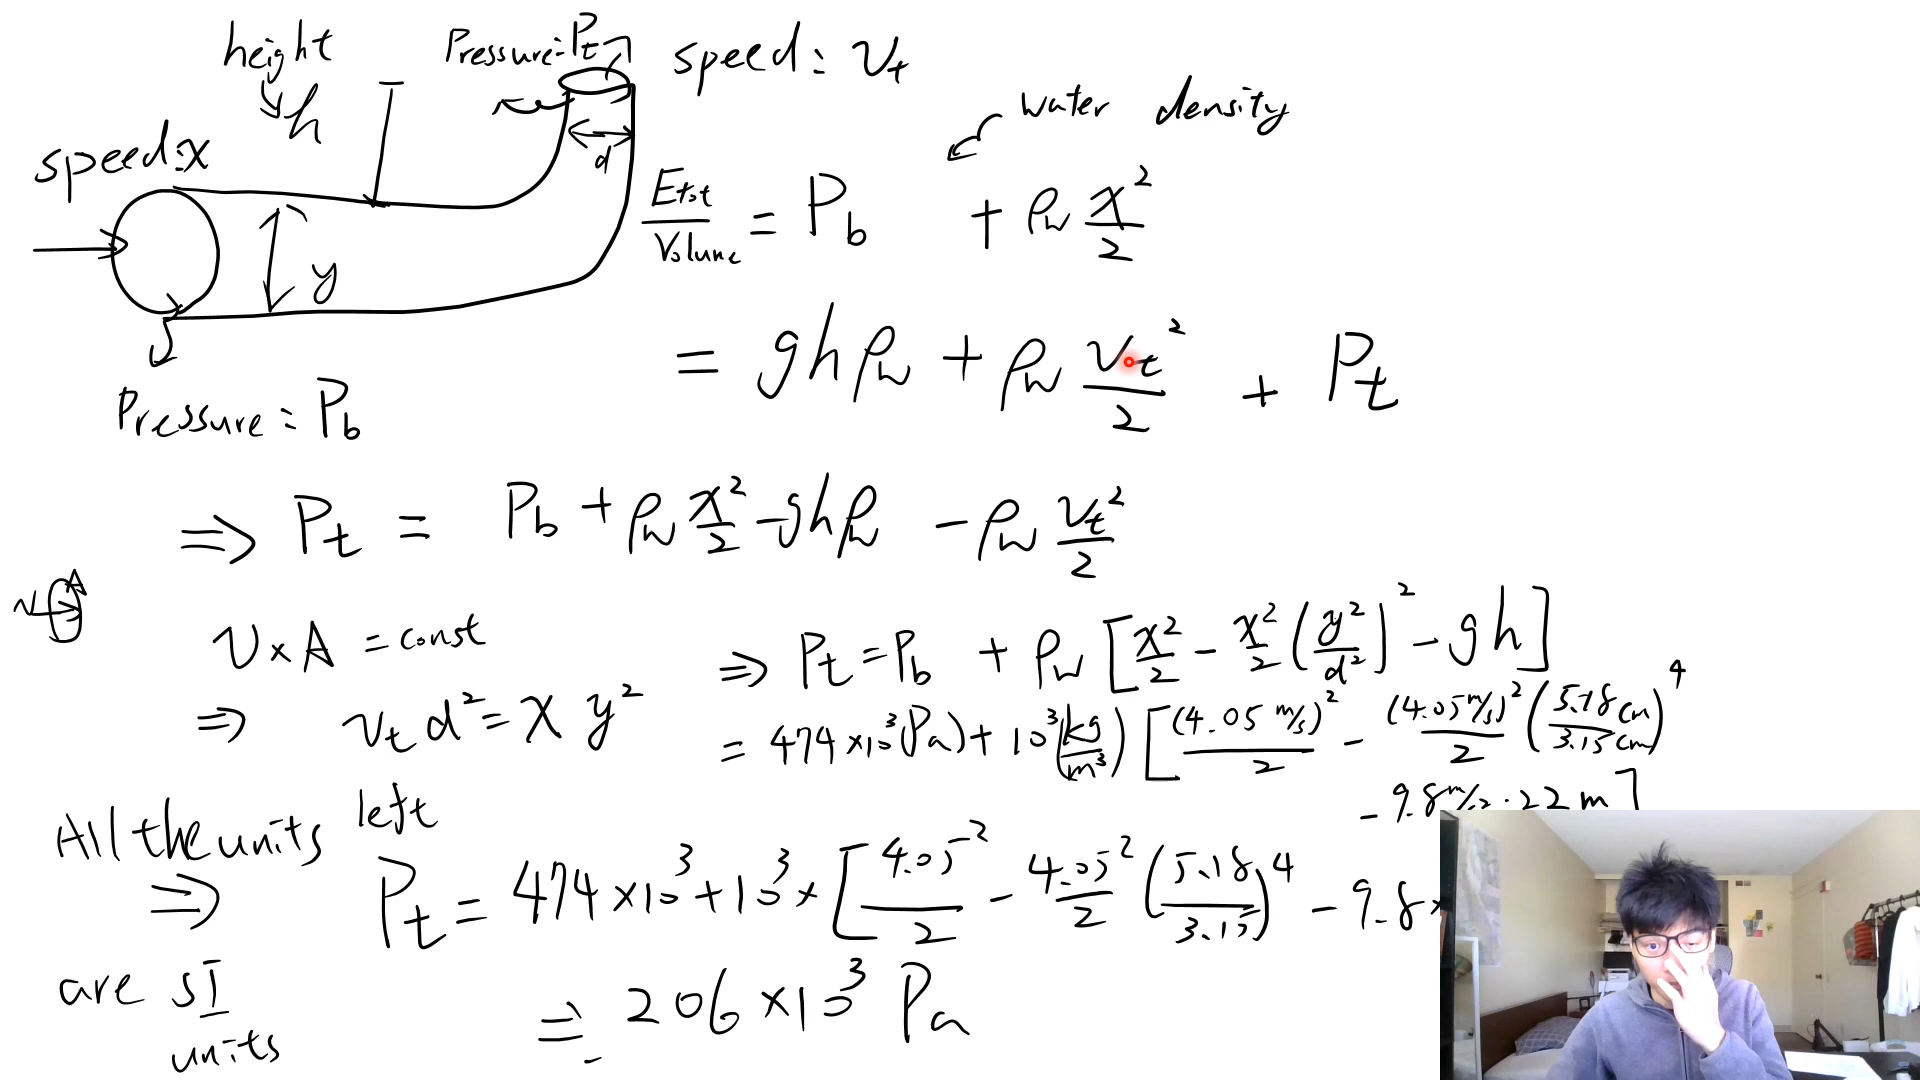 height
h
Pressure: Pt
speed: vt
water density
speed: x
d
y
Pressure: Pb
Etot/Volume = Pb + ρw x²/2
= ghρw + ρw vt²/2 + Pt
⇒ Pt = Pb + ρw x²/2 - ghρw - ρw vt²/2
v A
v × A = const
⇒ vt d² = x y²
⇒ Pt = Pb + ρw [x²/2 - x²/2 (y²/d²)² - gh]
= 474×10³(Pa) + 10³(kg/m³) [(4.05 m/s)²/2 - (4.05 m/s)²/2 (5.18 cm/3.15 cm)⁴
- 9.8 m/s² · 22 m]
All the units left
⇒ Pt = 474×10³ + 10³ × [4.05²/2 - 4.05²/2 (5.18/3.15)⁴ - 9.8×
are SI
units
= 206 ×10³ Pa